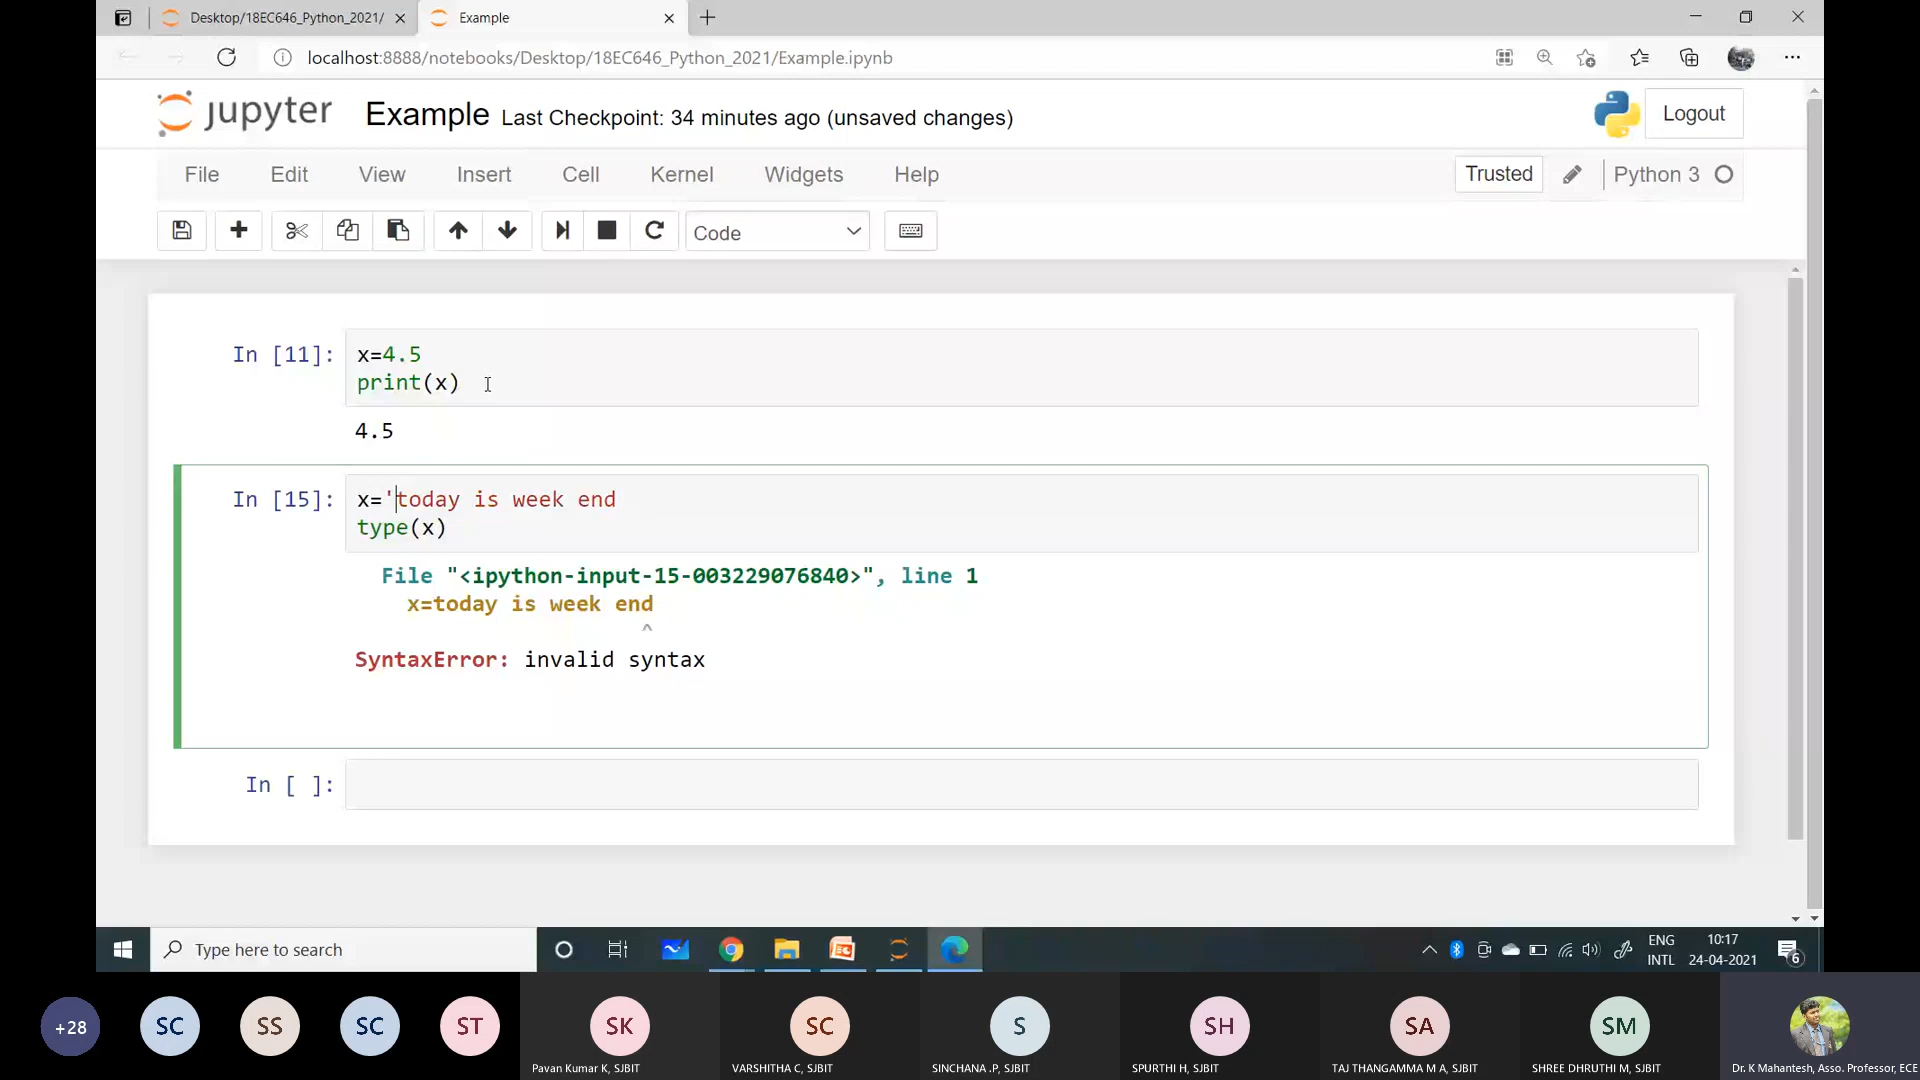 Desktop/18EC646_Python_2021/
Example
localhost:8888/notebooks/Desktop/18EC646_Python_2021/Example.ipynb
jupyter Example Last Checkpoint: 34 minutes ago (unsaved changes)
Logout
File Edit View Insert Cell Kernel Widgets Help
Trusted
Python 3
Code
In [11]: x=4.5
print(x)
4.5
In [15]: x='today is week end
type(x)
File "<ipython-input-15-003229076840>", line 1
x=today is week end
^
SyntaxError: invalid syntax
In [ ]:
Type here to search
ENG
INTL
10:17
24-04-2021
6
+28
SC
SS
SC
ST
SK
SC
S
SH
SA
SM
Pavan Kumar K, SJBIT
VARSHITHA C, SJBIT
SINCHANA .P, SJBIT
SPURTHI H, SJBIT
TAJ THANGAMMA M A, SJBIT
SHREE DHRUTHI M, SJBIT
Dr. K Mahantesh, Asso. Professor, ECE